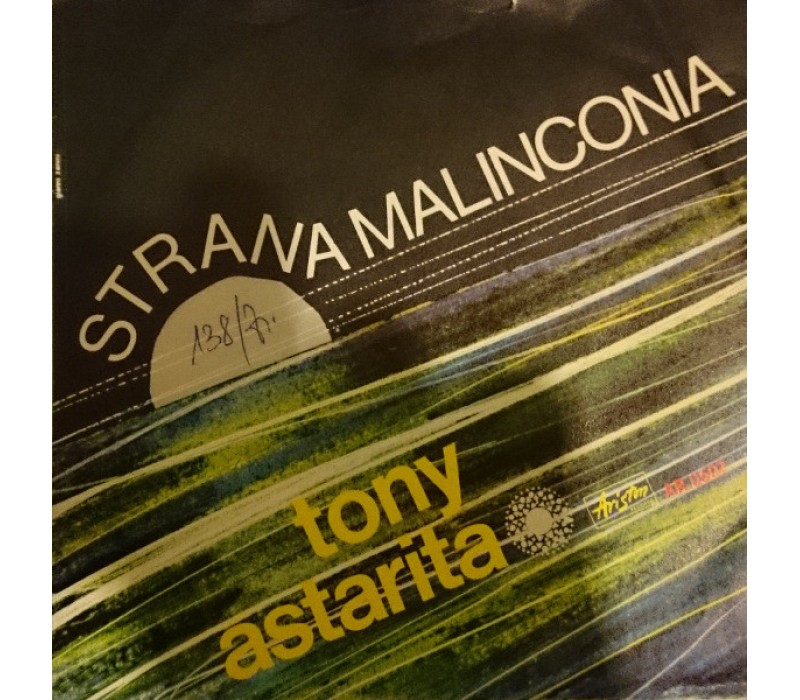 STRANA MALINCONIA
138/
tony
astarita
Ariston